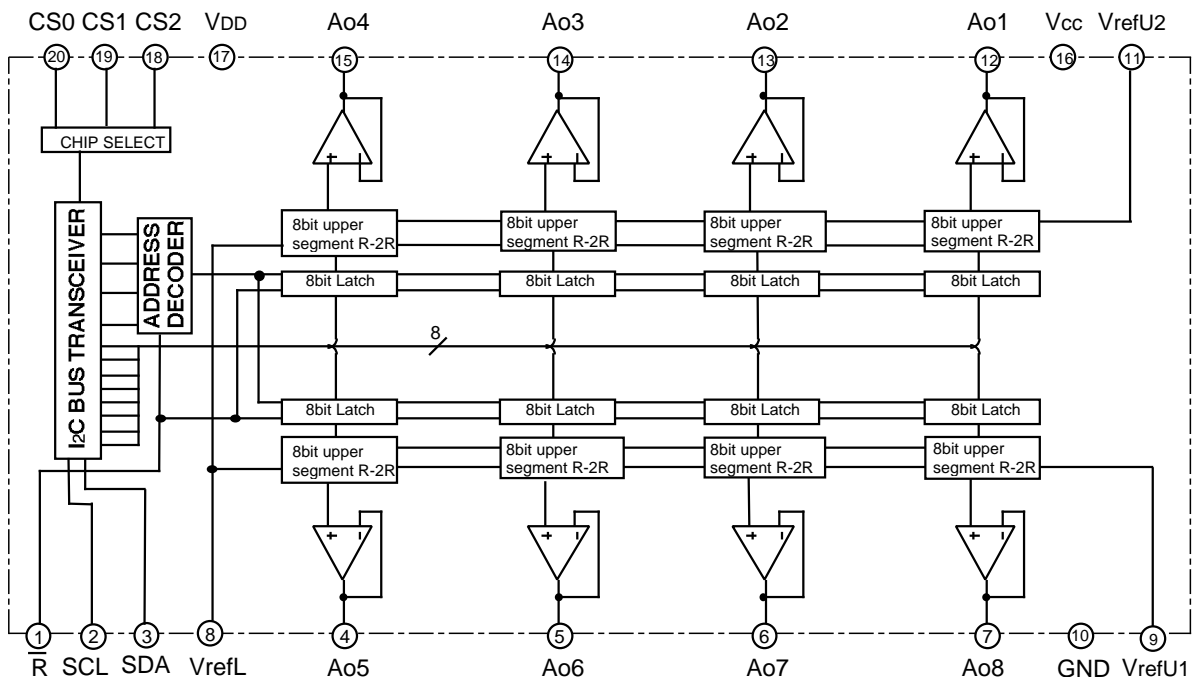 CS0 CS1 CS2 VDD Ao4 Ao3 Ao2 Ao1 Vcc VrefU2
20 19 18 17 15 14 13 12 16 11
CHIP SELECT
+ − + − + − + −
I2C BUS TRANSCEIVER
ADDRESS
DECODER
8bit upper
segment R-2R
8bit upper
segment R-2R
8bit upper
segment R-2R
8bit upper
segment R-2R
8bit Latch 8bit Latch 8bit Latch 8bit Latch
8
8bit Latch 8bit Latch 8bit Latch 8bit Latch
8bit upper
segment R-2R
8bit upper
segment R-2R
8bit upper
segment R-2R
8bit upper
segment R-2R
+ − + − + − + −
1 2 3 8 4 5 6 7 10 9
R̅ SCL SDA VrefL Ao5 Ao6 Ao7 Ao8 GND VrefU1